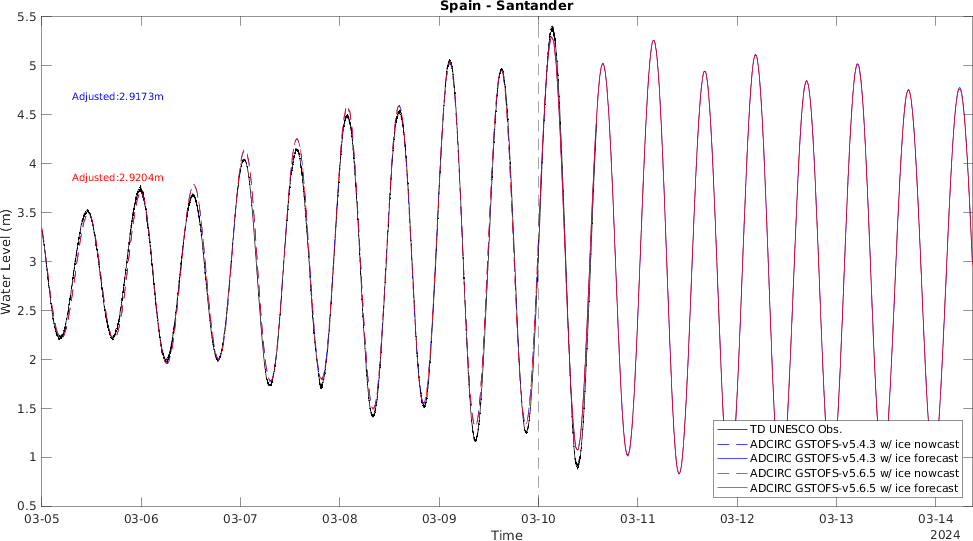 Spain - Santander
5.5
5
4.5
4
3.5
3
2.5
2
1.5
1
0.5
Water Level (m)
Adjusted:2.9173m
Adjusted:2.9204m
TD UNESCO Obs.
ADCIRC GSTOFS-v5.4.3 w/ ice nowcast
ADCIRC GSTOFS-v5.4.3 w/ ice forecast
ADCIRC GSTOFS-v5.6.5 w/ ice nowcast
ADCIRC GSTOFS-v5.6.5 w/ ice forecast
03-05 03-06 03-07 03-08 03-09 03-10 03-11 03-12 03-13 03-14
Time
2024